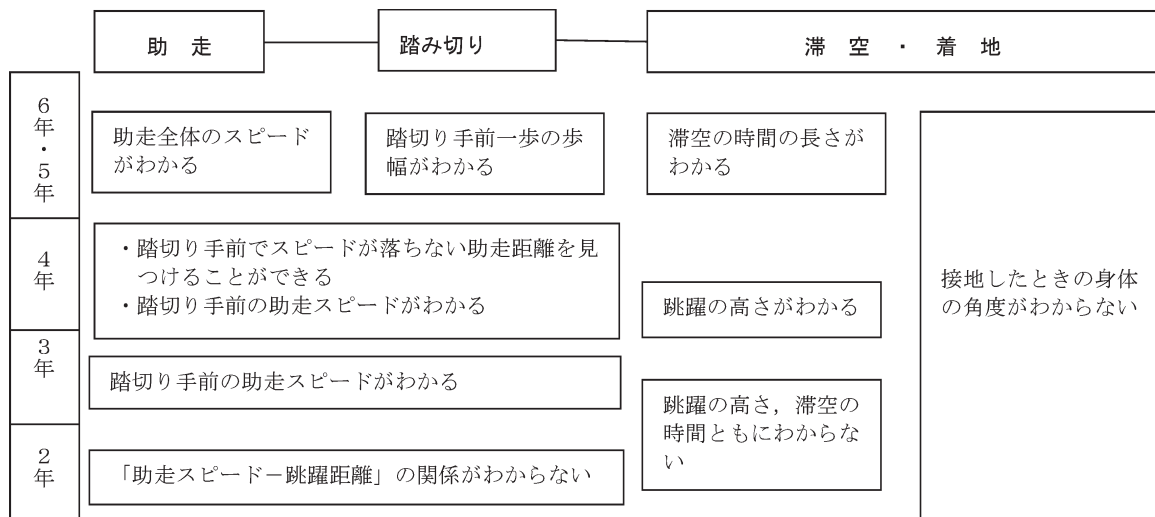 助 走
踏み切り
滞 空 ・ 着 地
6年・5年
助走全体のスピード
がわかる
踏切り手前一歩の歩
幅がわかる
滞空の時間の長さが
わかる
4年
・踏切り手前でスピードが落ちない助走距離を見
つけることができる
・踏切り手前の助走スピードがわかる
跳躍の高さがわかる
接地したときの身体
の角度がわからない
3年
踏切り手前の助走スピードがわかる
跳躍の高さ，滞空の
時間ともにわからな
い
2年
「助走スピード－跳躍距離」の関係がわからない